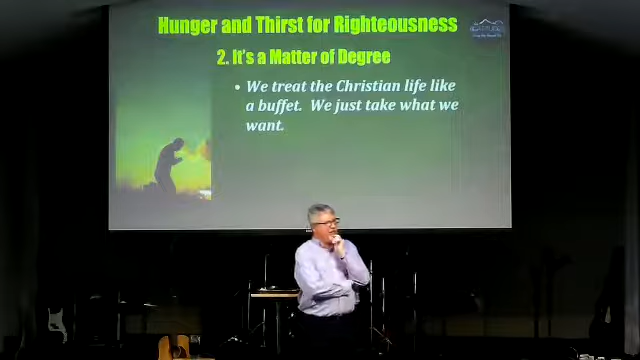 Hunger and Thirst for Righteousness
2. It's a Matter of Degree
• We treat the Christian life like
a buffet. We just take what we
want.